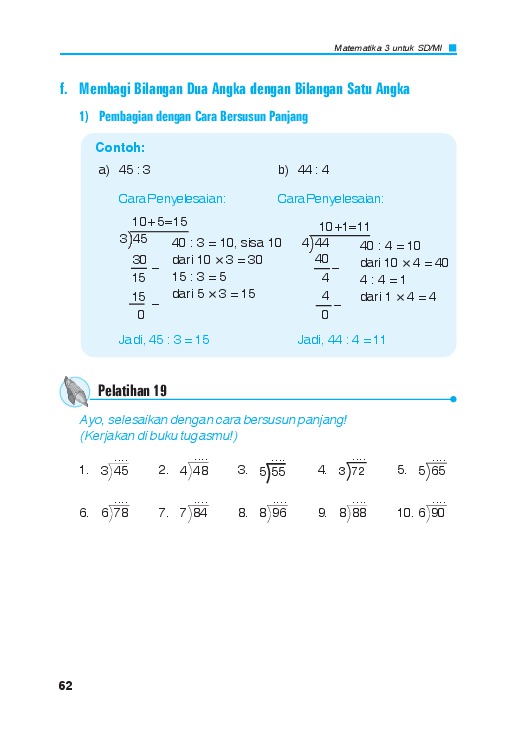 Matematika 3 untuk SD/MI
f. Membagi Bilangan Dua Angka dengan Bilangan Satu Angka
1) Pembagian dengan Cara Bersusun Panjang
Contoh:
a) 45 : 3
b) 44 : 4
Cara Penyelesaian:
10 + 5 = 15
3)45
30 –
15
15 –
0
40 : 3 = 10, sisa 10
dari 10 × 3 = 30
15 : 3 = 5
dari 5 × 3 = 15
Jadi, 45 : 3 = 15
Cara Penyelesaian:
10 + 1 = 11
4)44
40 –
4
4 –
0
40 : 4 = 10
dari 10 × 4 = 40
4 : 4 = 1
dari 1 × 4 = 4
Jadi, 44 : 4 = 11
Pelatihan 19
Ayo, selesaikan dengan cara bersusun panjang!
(Kerjakan di buku tugasmu!)
.... .... .... .... ....
1. 3)45 2. 4)48 3. 5)55 4. 3)72 5. 5)65
.... .... .... .... ....
6. 6)78 7. 7)84 8. 8)96 9. 8)88 10. 6)90
62